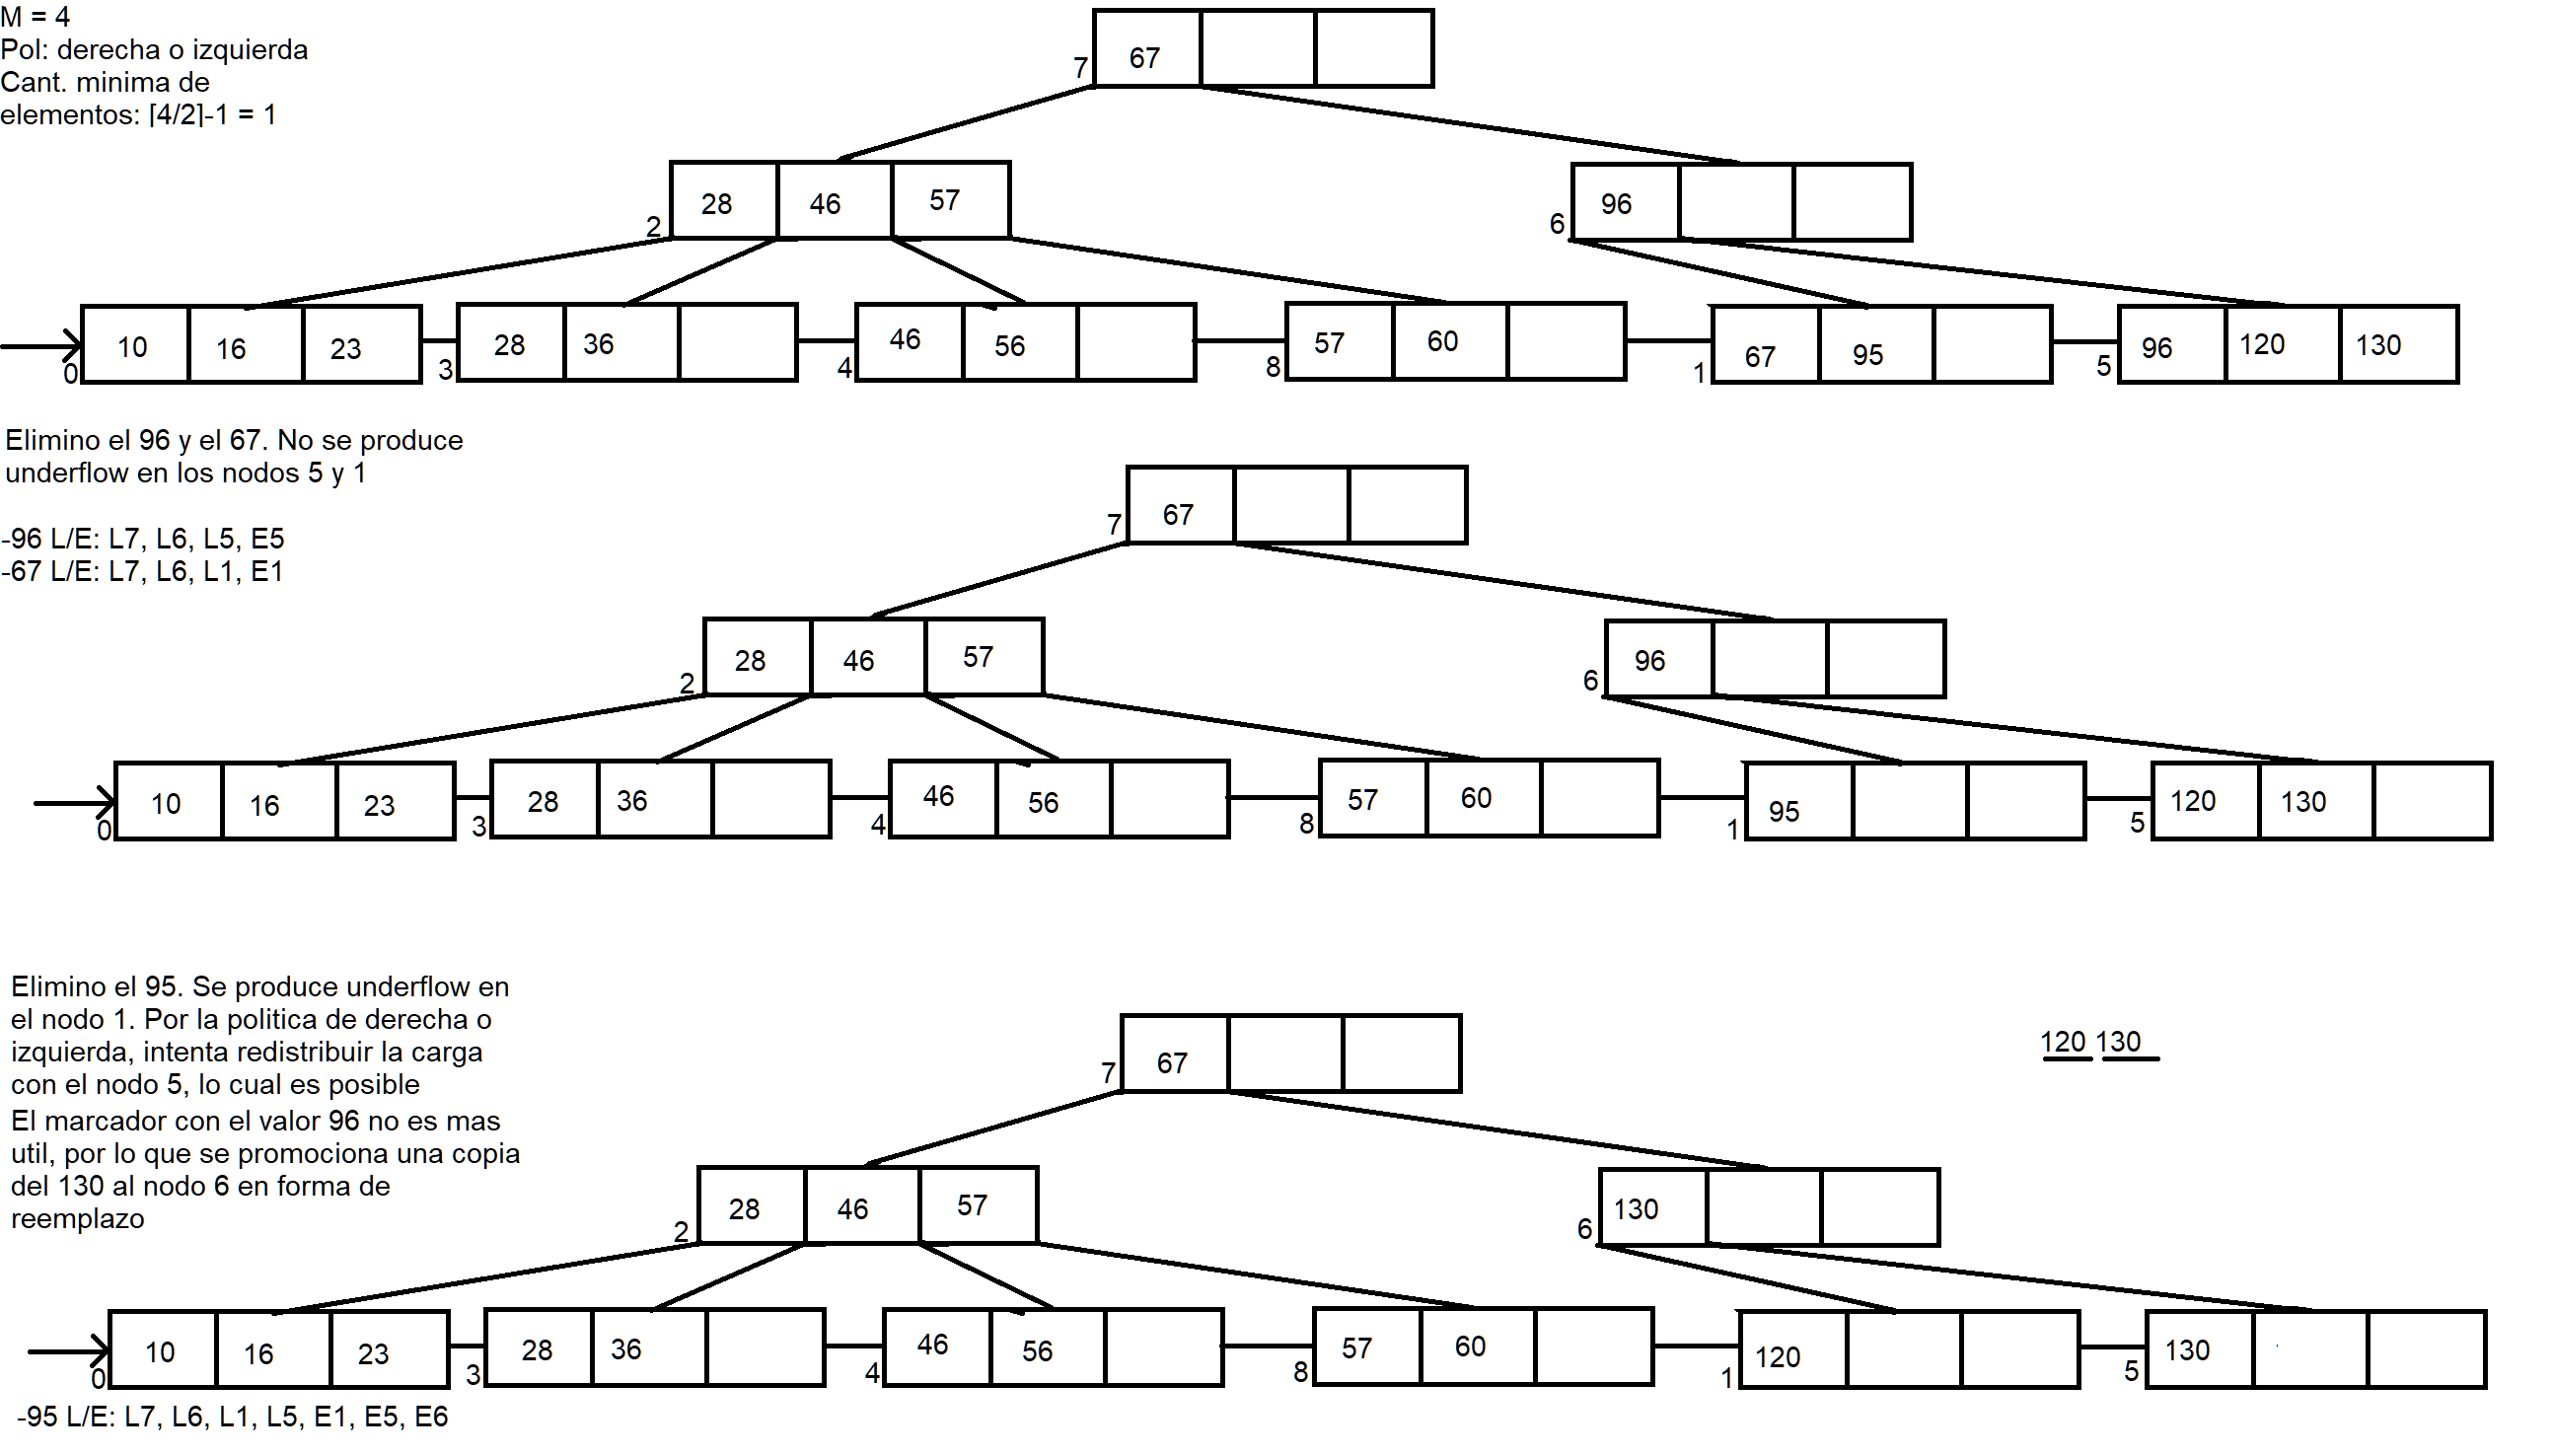 M = 4
Pol: derecha o izquierda
Cant. minima de
elementos: ⌈4/2⌉-1 = 1
7 67
2 28 46 57
6 96
0 10 16 23
3 28 36
4 46 56
8 57 60
1 67 95
5 96 120 130
Elimino el 96 y el 67. No se produce
underflow en los nodos 5 y 1
-96 L/E: L7, L6, L5, E5
-67 L/E: L7, L6, L1, E1
7 67
2 28 46 57
6 96
0 10 16 23
3 28 36
4 46 56
8 57 60
1 95
5 120 130
Elimino el 95. Se produce underflow en
el nodo 1. Por la politica de derecha o
izquierda, intenta redistribuir la carga
con el nodo 5, lo cual es posible
El marcador con el valor 96 no es mas
util, por lo que se promociona una copia
del 130 al nodo 6 en forma de
reemplazo
7 67
120 130
2 28 46 57
6 130
0 10 16 23
3 28 36
4 46 56
8 57 60
1 120
5 130
-95 L/E: L7, L6, L1, L5, E1, E5, E6